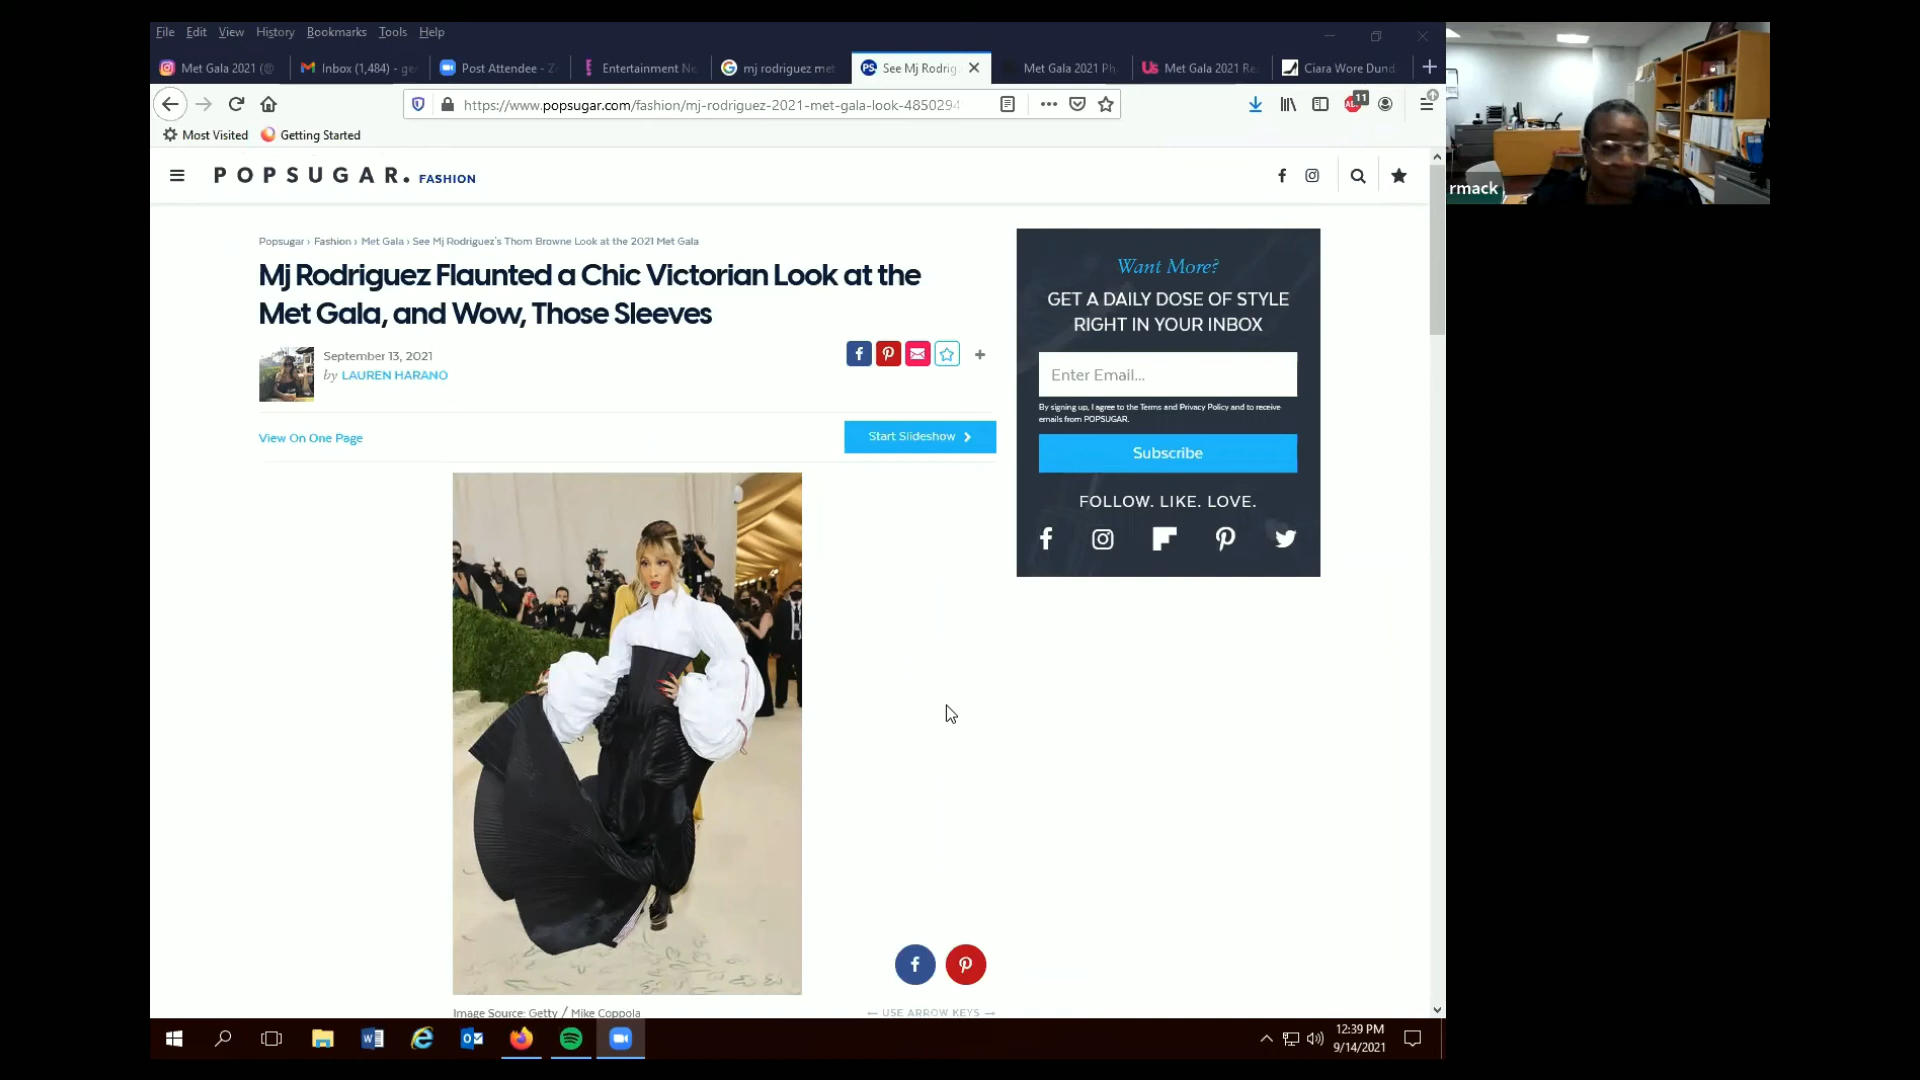 File Edit View History Bookmarks Tools Help
Met Gala 2021 (@
Inbox (1,484) - ge
Post Attendee - Z
Entertainment Ne
mj rodriguez met
See Mj Rodrig
Met Gala 2021 Ph
Met Gala 2021 Re
Ciara Wore Dund
https://www.popsugar.com/fashion/mj-rodriguez-2021-met-gala-look-4850294
11
Most Visited Getting Started
POPSUGAR. FASHION
rmack
Popsugar › Fashion › Met Gala › See Mj Rodriguez's Thom Browne Look at the 2021 Met Gala
Mj Rodriguez Flaunted a Chic Victorian Look at the
Met Gala, and Wow, Those Sleeves
September 13, 2021
by LAUREN HARANO
View On One Page
Start Slideshow
Want More?
GET A DAILY DOSE OF STYLE
RIGHT IN YOUR INBOX
Enter Email...
By signing up, I agree to the Terms and Privacy Policy and to receive
emails from POPSUGAR.
Subscribe
FOLLOW. LIKE. LOVE.
Image Source: Getty / Mike Coppola
← USE ARROW KEYS →
12:39 PM
9/14/2021